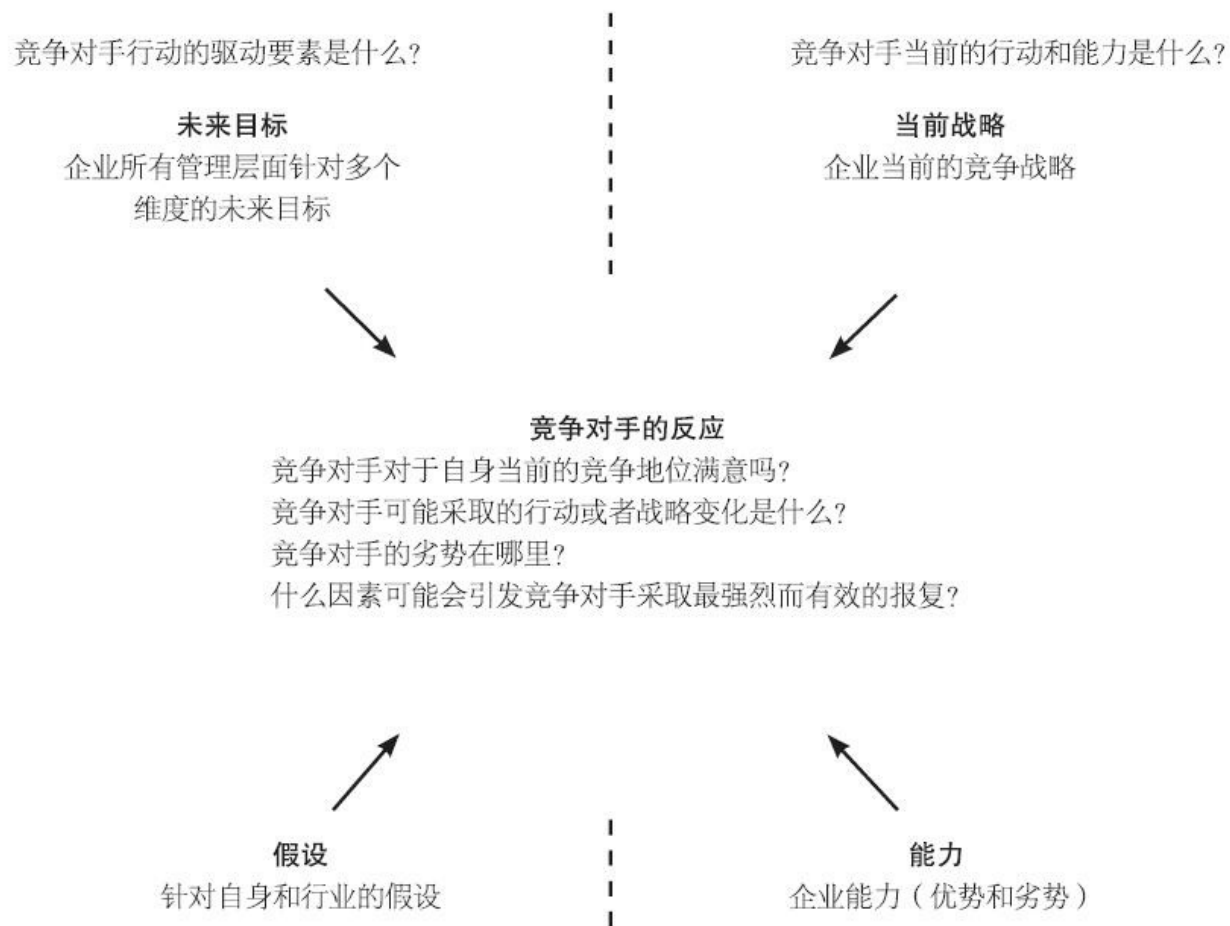 竞争对手行动的驱动要素是什么?
竞争对手当前的行动和能力是什么?
未来目标
企业所有管理层面针对多个
维度的未来目标
当前战略
企业当前的竞争战略
竞争对手的反应
竞争对手对于自身当前的竞争地位满意吗?
竞争对手可能采取的行动或者战略变化是什么?
竞争对手的劣势在哪里?
什么因素可能会引发竞争对手采取最强烈而有效的报复?
假设
针对自身和行业的假设
能力
企业能力（优势和劣势）